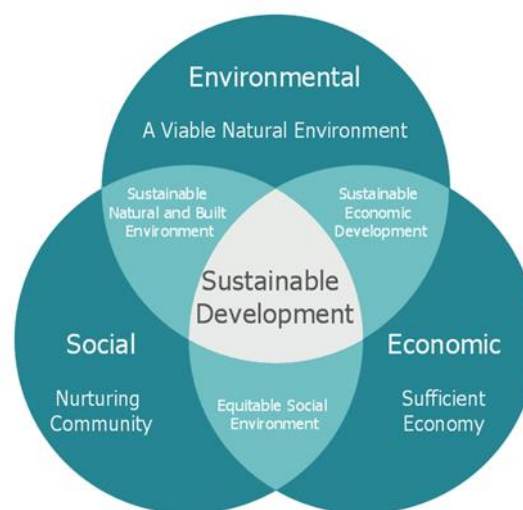 Environmental
A Viable Natural Environment
Sustainable
Natural and Built
Environment
Sustainable
Economic
Development
Sustainable
Development
Social
Nurturing
Community
Economic
Sufficient
Economy
Equitable Social
Environment